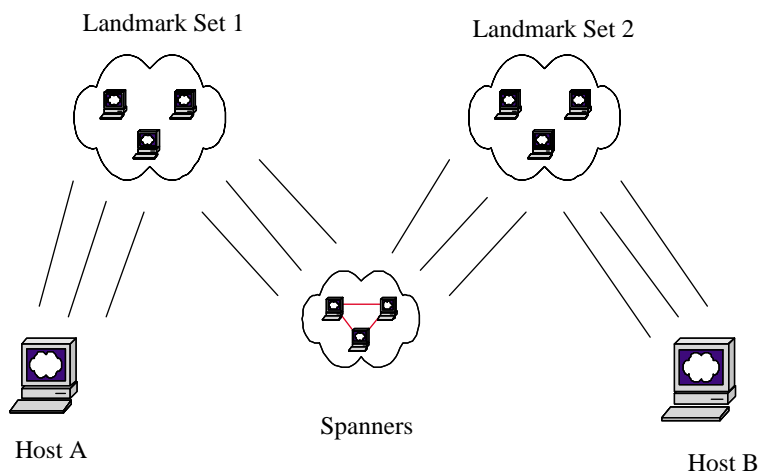 Landmark Set 1
Landmark Set 2
Spanners
Host A
Host B